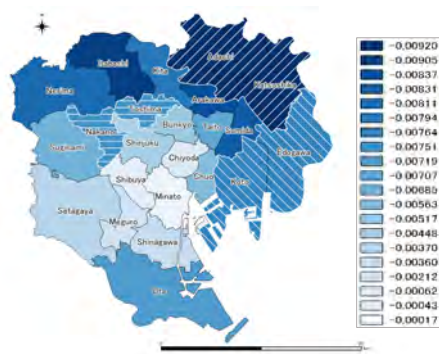 Adachi
Itabashi
Kita
Katsushika
Nerima
Arakawa
Toshima
Bunkyo
Taito
Sumida
Nakano
Shinjuku
Suginami
Edogawa
Chiyoda
Shibuya
Chuo
Koto
Minato
Setagaya
Meguro
Shinagawa
Ota
-0.00920
-0.00905
-0.00837
-0.00831
-0.00811
-0.00794
-0.00764
-0.00751
-0.00719
-0.00707
-0.00685
-0.00563
-0.00517
-0.00448
-0.00370
-0.00360
-0.00212
-0.00062
-0.00043
-0.00017